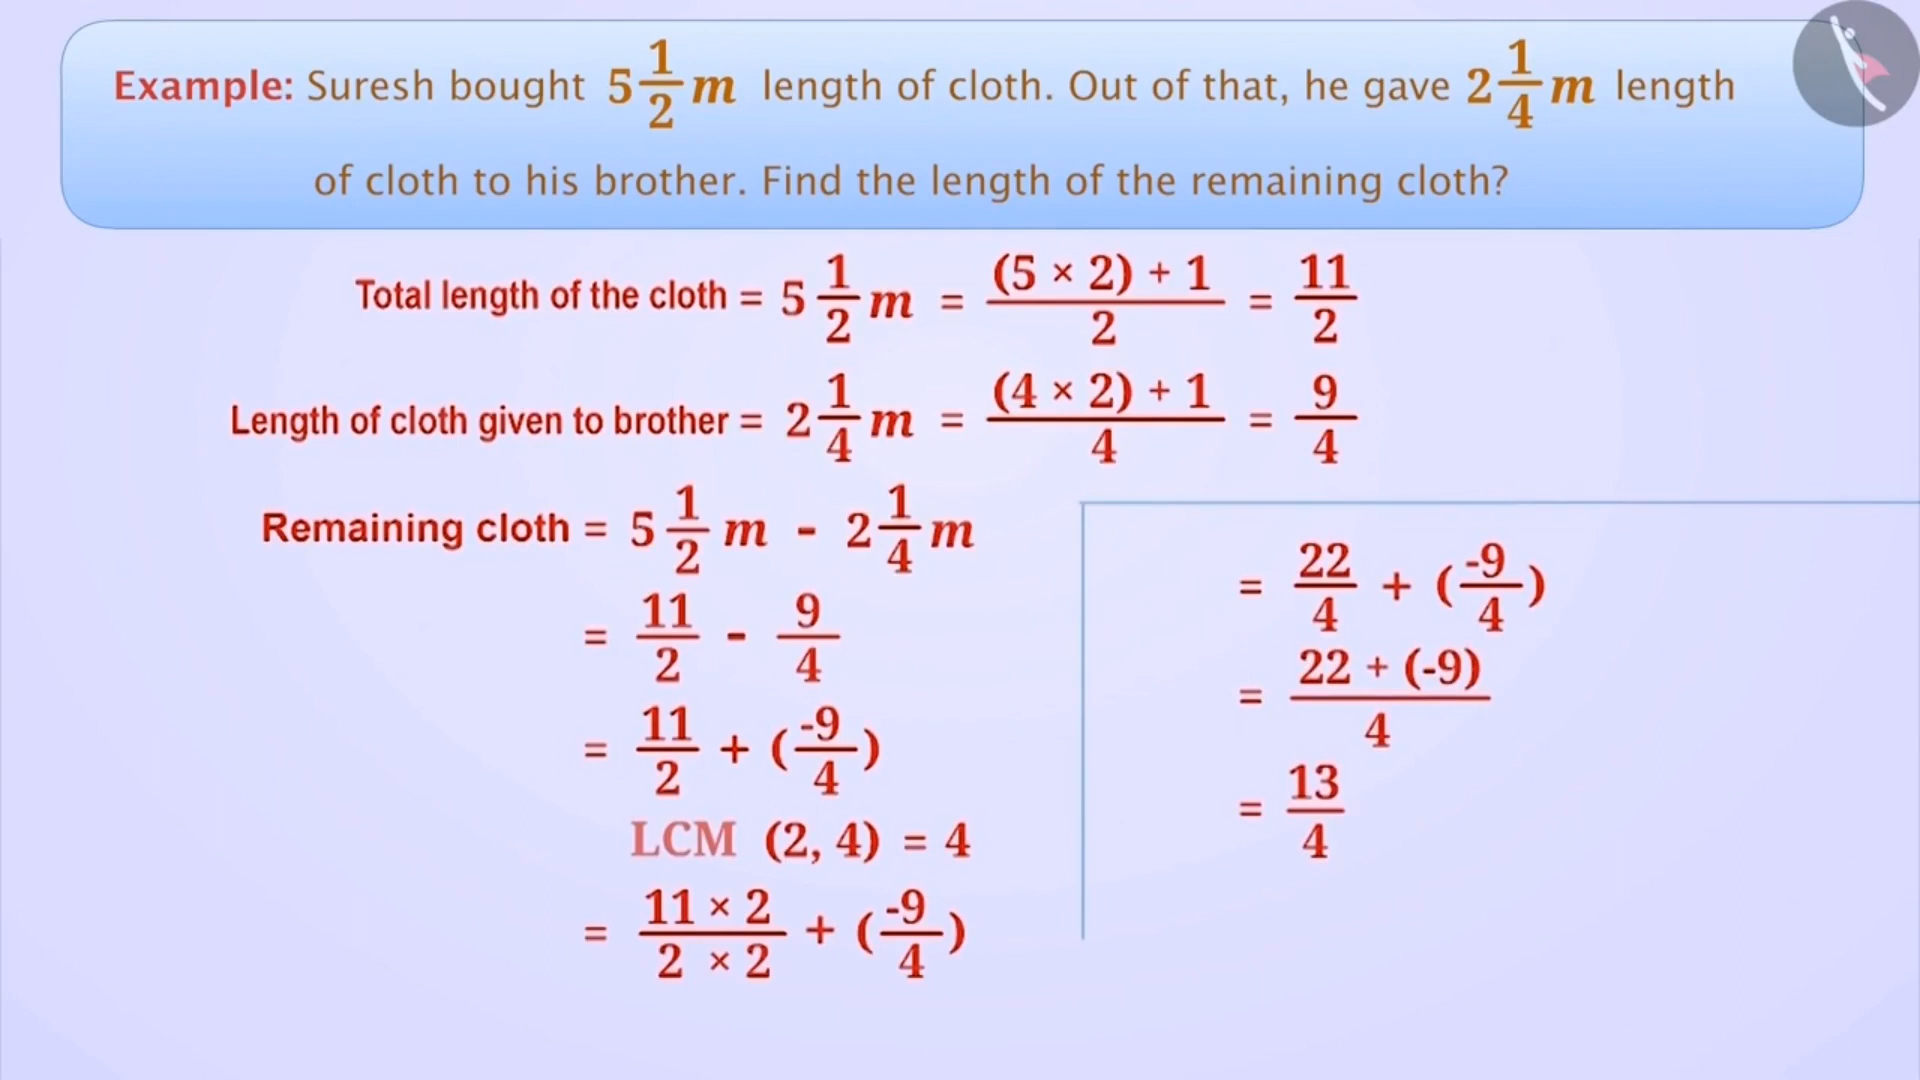 Example: Suresh bought 5 1/2 m length of cloth. Out of that, he gave 2 1/4 m length
of cloth to his brother. Find the length of the remaining cloth?
Total length of the cloth = 5 1/2 m = (5 × 2) + 1 / 2 = 11/2
Length of cloth given to brother = 2 1/4 m = (4 × 2) + 1 / 4 = 9/4
Remaining cloth = 5 1/2 m - 2 1/4 m
= 11/2 - 9/4
= 11/2 + (-9/4)
LCM (2, 4) = 4
= 11 × 2 / 2 × 2 + (-9/4)
= 22/4 + (-9/4)
= 22 + (-9) / 4
= 13/4